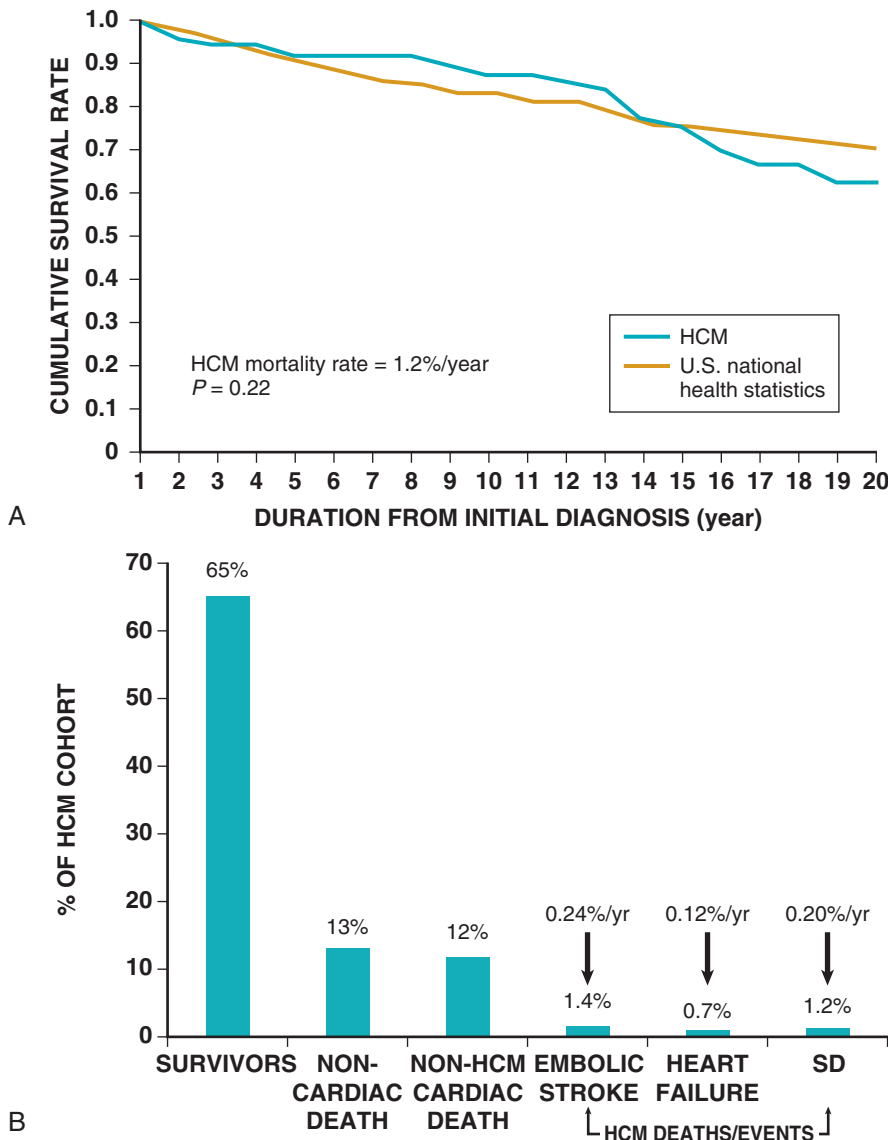 1.0
0.9
0.8
0.7
0.6
0.5
0.4
0.3
0.2
0.1
0
CUMULATIVE SURVIVAL RATE
HCM mortality rate = 1.2%/year
P = 0.22
HCM
U.S. national
health statistics
1 2 3 4 5 6 7 8 9 10 11 12 13 14 15 16 17 18 19 20
A
DURATION FROM INITIAL DIAGNOSIS (year)
70
60
50
40
30
20
10
0
% OF HCM COHORT
65%
13%
12%
0.24%/yr
1.4%
0.12%/yr
0.7%
0.20%/yr
1.2%
SURVIVORS
NON-
CARDIAC
DEATH
NON-HCM
CARDIAC
DEATH
EMBOLIC
STROKE
HEART
FAILURE
SD
HCM DEATHS/EVENTS
B